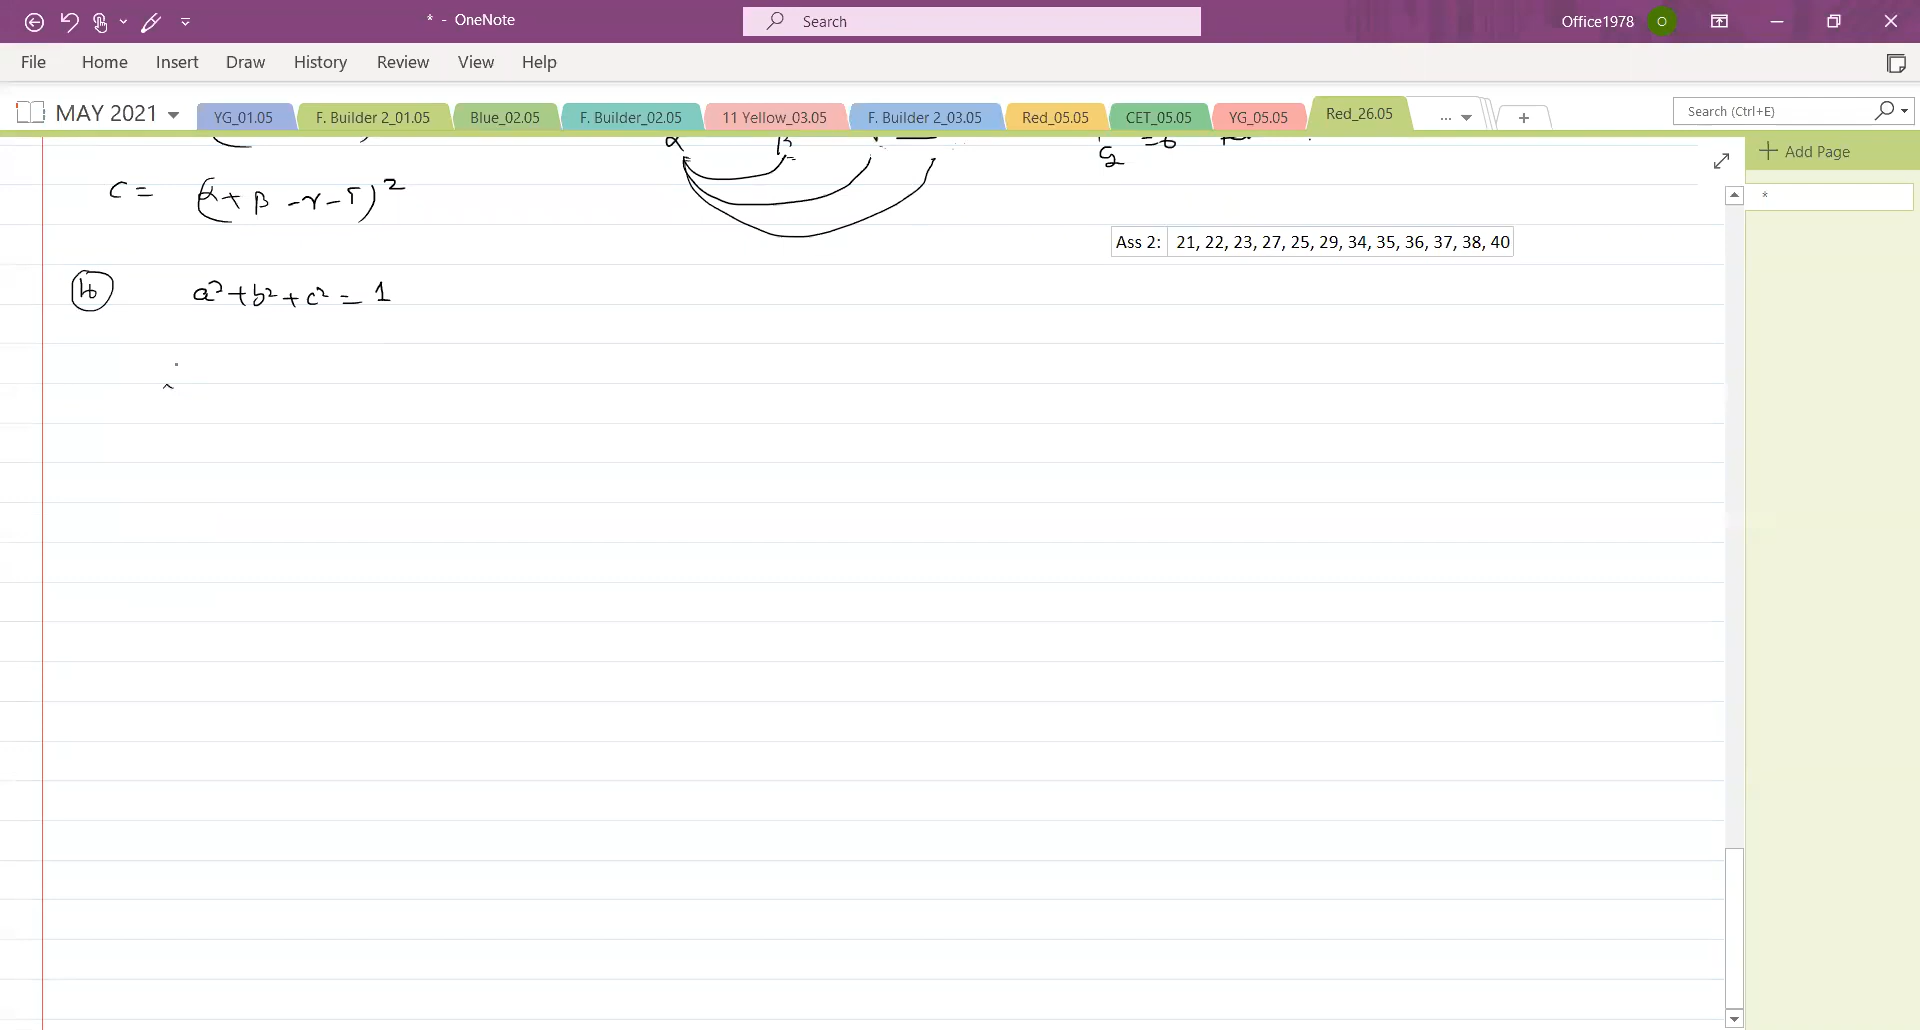 * - OneNote
Search
Office1978
O
File Home Insert Draw History Review View Help
MAY 2021
YG_01.05 F. Builder 2_01.05 Blue_02.05 F. Builder_02.05 11 Yellow_03.05 F. Builder 2_03.05 Red_05.05 CET_05.05 YG_05.05 Red_26.05 ... +
Search (Ctrl+E)
+ Add Page
*
α β
C = (α + β - γ - δ)²
Ass 2: 21, 22, 23, 27, 25, 29, 34, 35, 36, 37, 38, 40
a² + b² + c² = 1